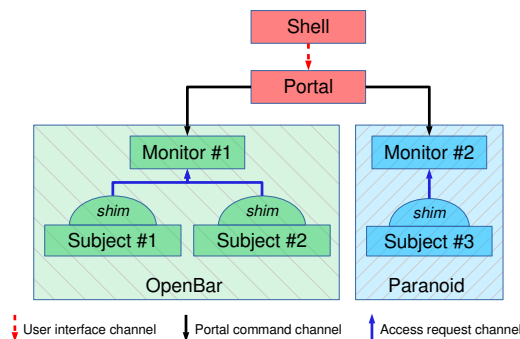 Shell
Portal
Monitor #1
Monitor #2
shim
shim
shim
Subject #1
Subject #2
Subject #3
OpenBar
Paranoid
User interface channel
Portal command channel
Access request channel